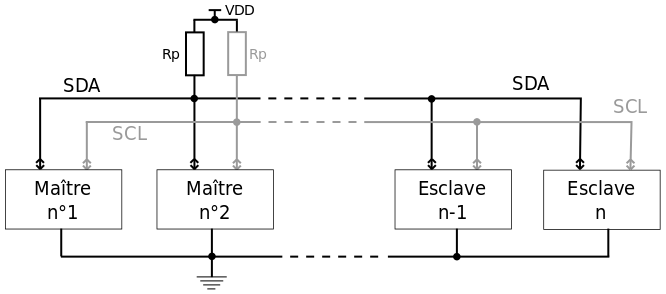 VDD
Rp
Rp
SDA
SDA
SCL
SCL
Maître
n°1
Maître
n°2
Esclave
n-1
Esclave
n